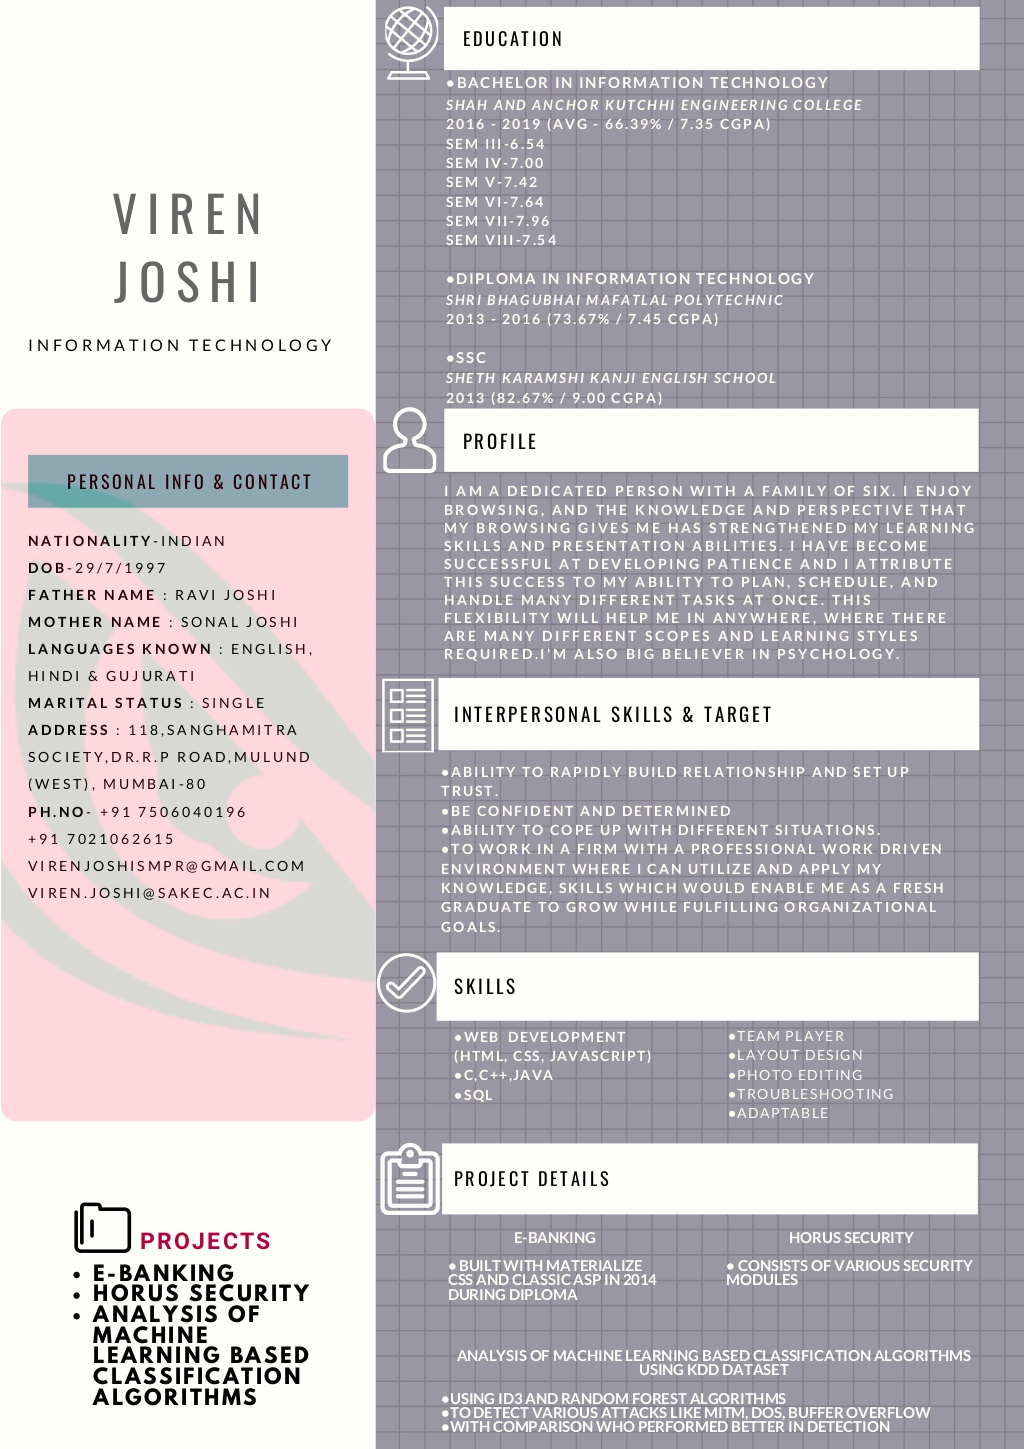 VIREN
JOSHI
INFORMATION TECHNOLOGY
PERSONAL INFO & CONTACT
NATIONALITY-INDIAN
DOB-29/7/1997
FATHER NAME : RAVI JOSHI
MOTHER NAME : SONAL JOSHI
LANGUAGES KNOWN : ENGLISH,
HINDI & GUJURATI
MARITAL STATUS : SINGLE
ADDRESS : 118,SANGHAMITRA
SOCIETY,DR.R.P ROAD,MULUND
(WEST), MUMBAI-80
PH.NO- +91 7506040196
+91 7021062615
VIRENJOSHISMPR@GMAIL.COM
VIREN.JOSHI@SAKEC.AC.IN
PROJECTS
• E-BANKING
• HORUS SECURITY
• ANALYSIS OF
MACHINE
LEARNING BASED
CLASSIFICATION
ALGORITHMS
EDUCATION
•BACHELOR IN INFORMATION TECHNOLOGY
SHAH AND ANCHOR KUTCHHI ENGINEERING COLLEGE
2016 - 2019 (AVG - 66.39% / 7.35 CGPA)
SEM III-6.54
SEM IV-7.00
SEM V-7.42
SEM VI-7.64
SEM VII-7.96
SEM VIII-7.54
•DIPLOMA IN INFORMATION TECHNOLOGY
SHRI BHAGUBHAI MAFATLAL POLYTECHNIC
2013 - 2016 (73.67% / 7.45 CGPA)
•SSC
SHETH KARAMSHI KANJI ENGLISH SCHOOL
2013 (82.67% / 9.00 CGPA)
PROFILE
I AM A DEDICATED PERSON WITH A FAMILY OF SIX. I ENJOY
BROWSING, AND THE KNOWLEDGE AND PERSPECTIVE THAT
MY BROWSING GIVES ME HAS STRENGTHENED MY LEARNING
SKILLS AND PRESENTATION ABILITIES. I HAVE BECOME
SUCCESSFUL AT DEVELOPING PATIENCE AND I ATTRIBUTE
THIS SUCCESS TO MY ABILITY TO PLAN, SCHEDULE, AND
HANDLE MANY DIFFERENT TASKS AT ONCE. THIS
FLEXIBILITY WILL HELP ME IN ANYWHERE, WHERE THERE
ARE MANY DIFFERENT SCOPES AND LEARNING STYLES
REQUIRED.I'M ALSO BIG BELIEVER IN PSYCHOLOGY.
INTERPERSONAL SKILLS & TARGET
•ABILITY TO RAPIDLY BUILD RELATIONSHIP AND SET UP
TRUST.
•BE CONFIDENT AND DETERMINED
•ABILITY TO COPE UP WITH DIFFERENT SITUATIONS.
•TO WORK IN A FIRM WITH A PROFESSIONAL WORK DRIVEN
ENVIRONMENT WHERE I CAN UTILIZE AND APPLY MY
KNOWLEDGE, SKILLS WHICH WOULD ENABLE ME AS A FRESH
GRADUATE TO GROW WHILE FULFILLING ORGANIZATIONAL
GOALS.
SKILLS
•WEB DEVELOPMENT
(HTML, CSS, JAVASCRIPT)
•C,C++,JAVA
•SQL
•TEAM PLAYER
•LAYOUT DESIGN
•PHOTO EDITING
•TROUBLESHOOTING
•ADAPTABLE
PROJECT DETAILS
E-BANKING
• BUILT WITH MATERIALIZE
CSS AND CLASSIC ASP IN 2014
DURING DIPLOMA
HORUS SECURITY
• CONSISTS OF VARIOUS SECURITY
MODULES
ANALYSIS OF MACHINE LEARNING BASED CLASSIFICATION ALGORITHMS
USING KDD DATASET
•USING ID3 AND RANDOM FOREST ALGORITHMS
•TO DETECT VARIOUS ATTACKS LIKE MITM, DOS, BUFFER OVERFLOW
•WITH COMPARISON WHO PERFORMED BETTER IN DETECTION